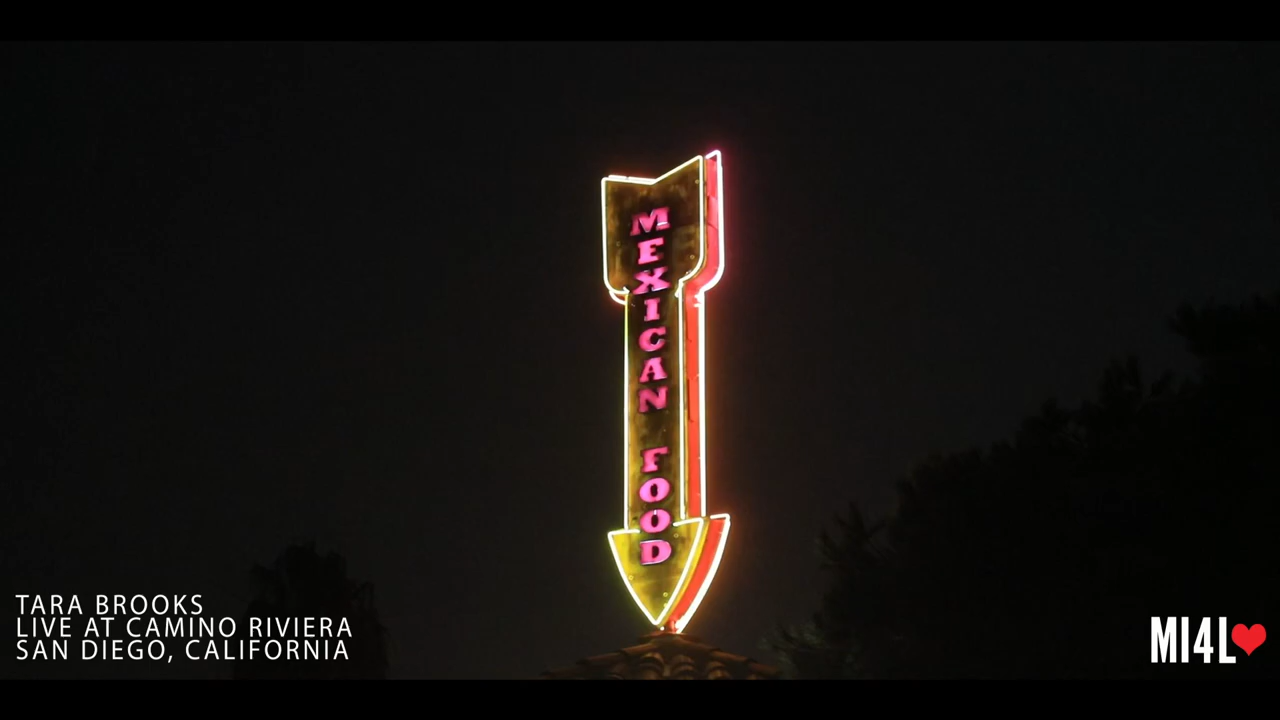 MEXICAN FOOD
TARA BROOKS
LIVE AT CAMINO RIVIERA
SAN DIEGO, CALIFORNIA
MI4L